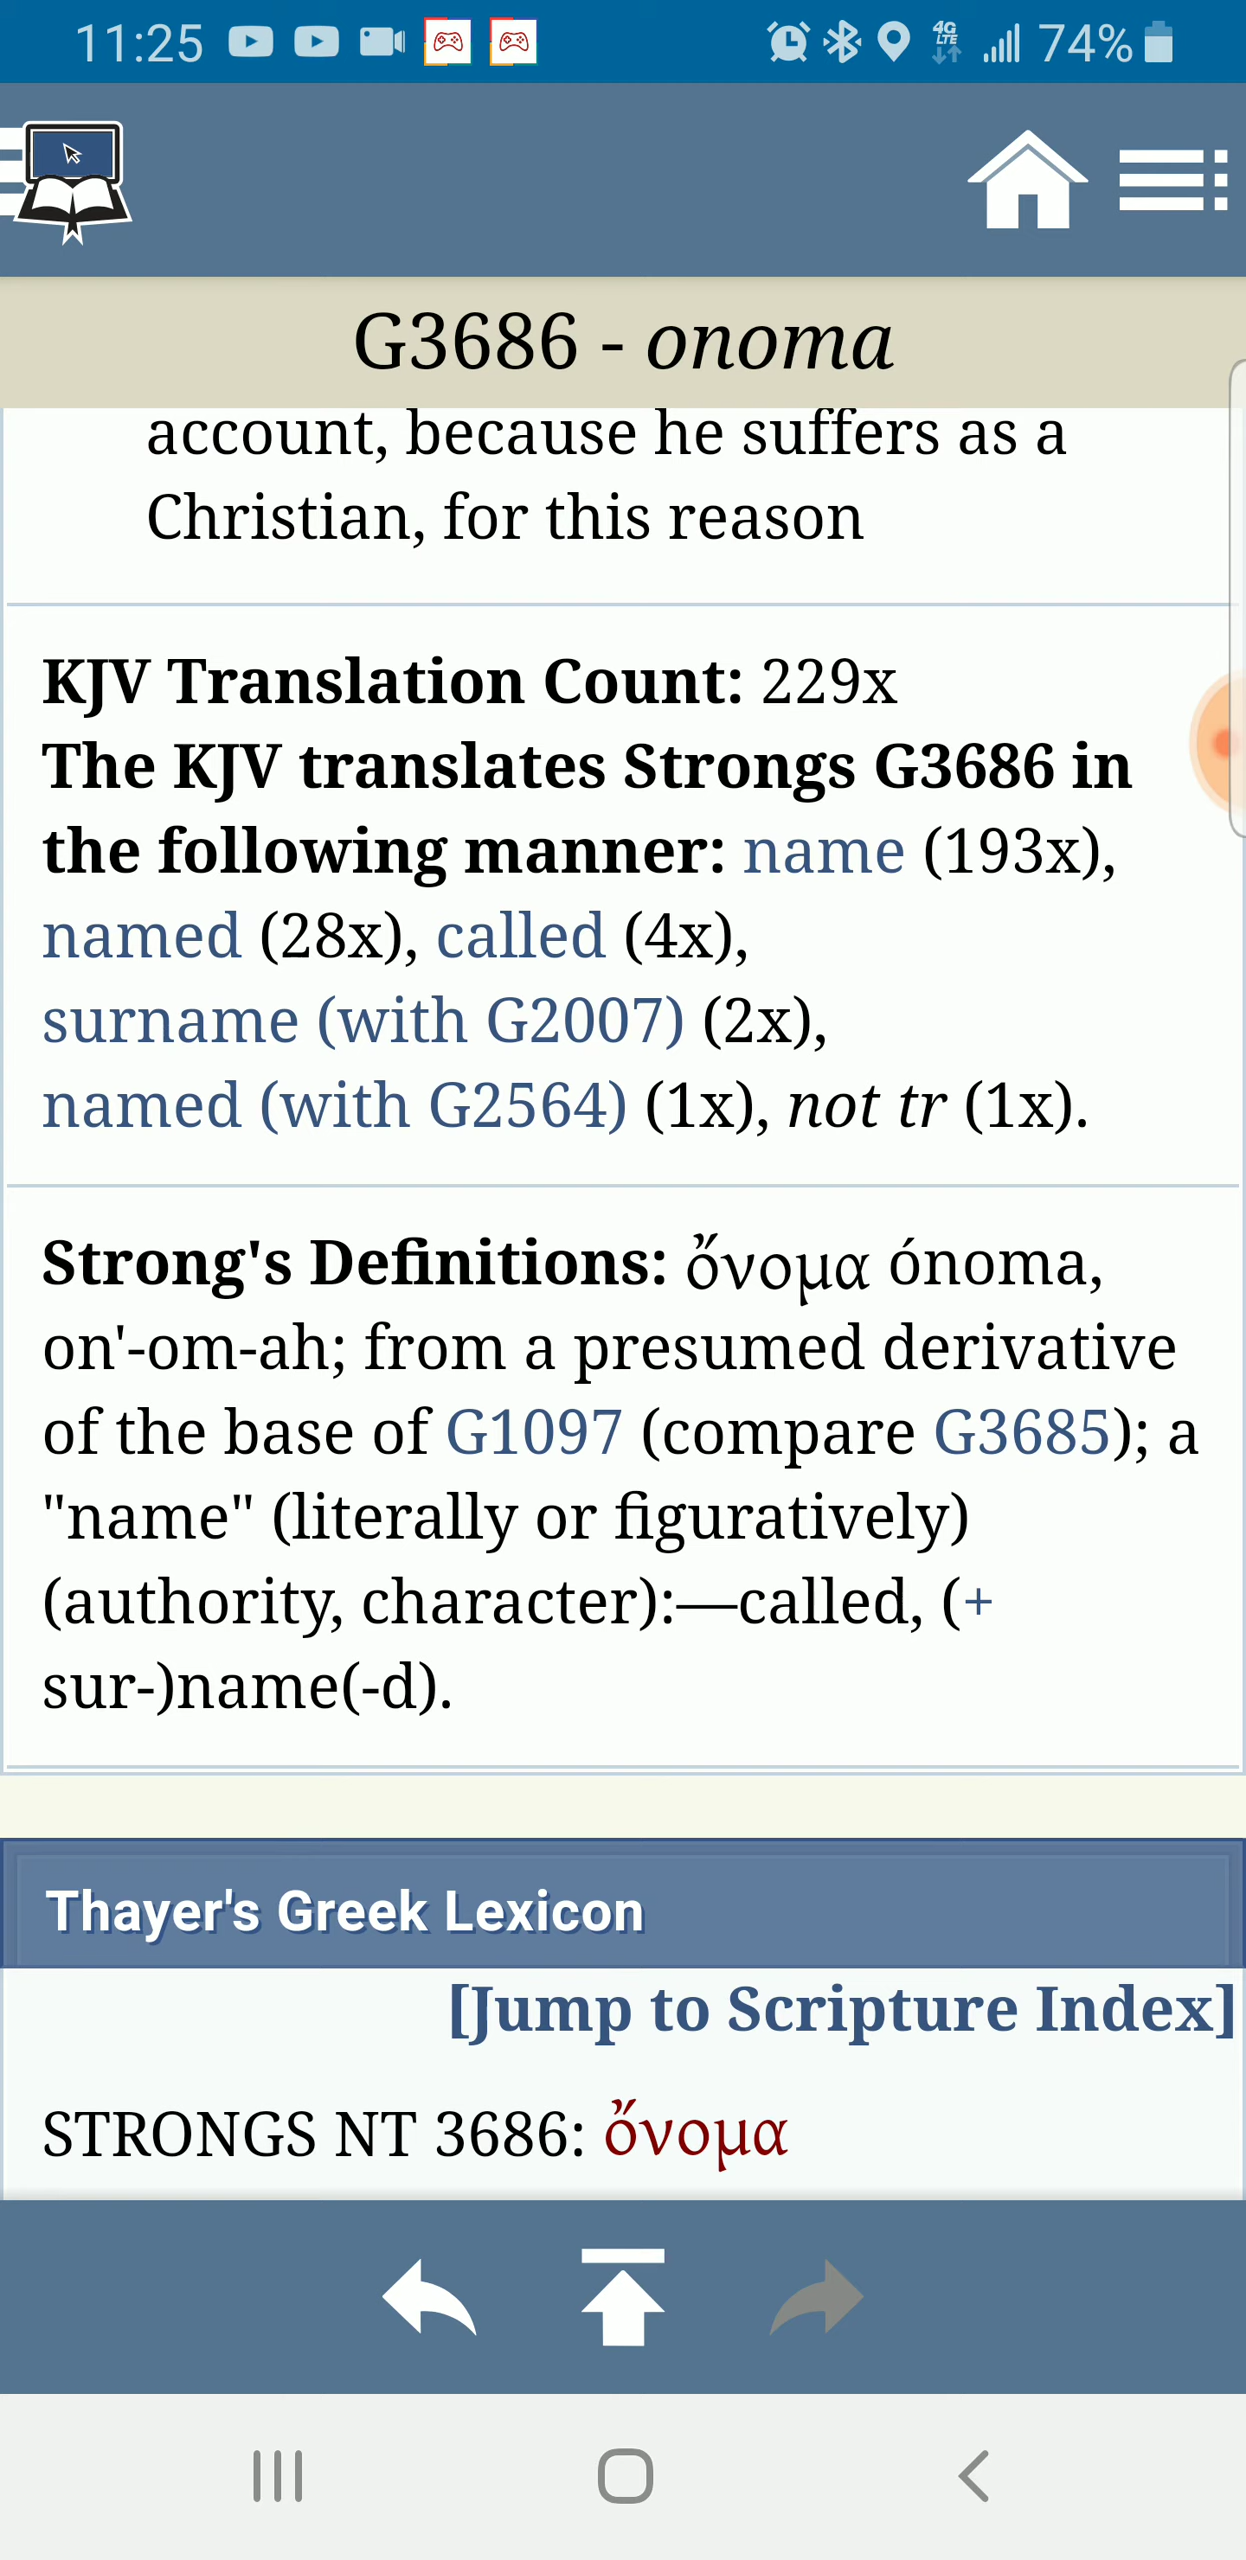 11:25 4G LTE 74%
G3686 - onoma
account, because he suffers as a
Christian, for this reason
KJV Translation Count: 229x
The KJV translates Strongs G3686 in
the following manner: name (193x),
named (28x), called (4x),
surname (with G2007) (2x),
named (with G2564) (1x), not tr (1x).
Strong's Definitions: ὄνομα ónoma,
on'-om-ah; from a presumed derivative
of the base of G1097 (compare G3685); a
"name" (literally or figuratively)
(authority, character):—called, (+
sur-)name(-d).
Thayer's Greek Lexicon
[Jump to Scripture Index]
STRONGS NT 3686: ὄνομα